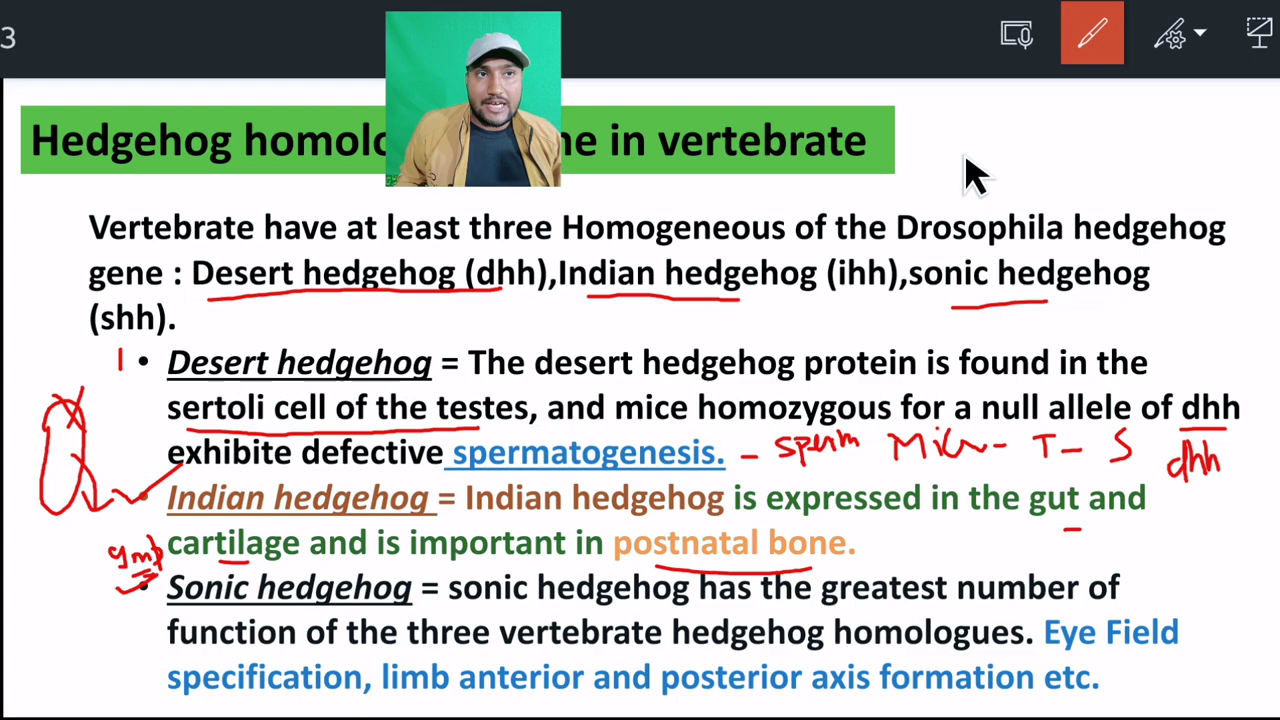 3
Hedgehog homolo ne in vertebrate
Vertebrate have at least three Homogeneous of the Drosophila hedgehog
gene : Desert hedgehog (dhh),Indian hedgehog (ihh),sonic hedgehog
(shh).
1 • Desert hedgehog = The desert hedgehog protein is found in the
sertoli cell of the testes, and mice homozygous for a null allele of dhh
exhibite defective spermatogenesis. - sperm Mice - T - S dhh
• Indian hedgehog = Indian hedgehog is expressed in the gut and
cartilage and is important in postnatal bone.
Imp
• Sonic hedgehog = sonic hedgehog has the greatest number of
function of the three vertebrate hedgehog homologues. Eye Field
specification, limb anterior and posterior axis formation etc.